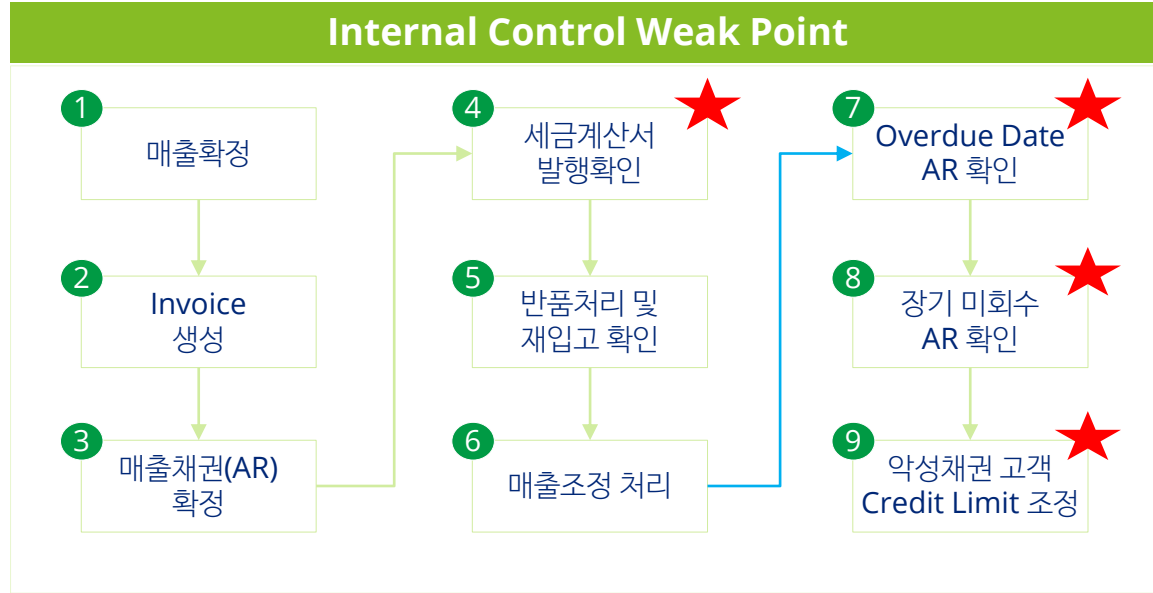 Internal Control Weak Point
1
매출확정
2
Invoice
생성
3
매출채권(AR)
확정
4
세금계산서
발행확인
5
반품처리 및
재입고 확인
6
매출조정 처리
7
Overdue Date
AR 확인
8
장기 미회수
AR 확인
9
악성채권 고객
Credit Limit 조정